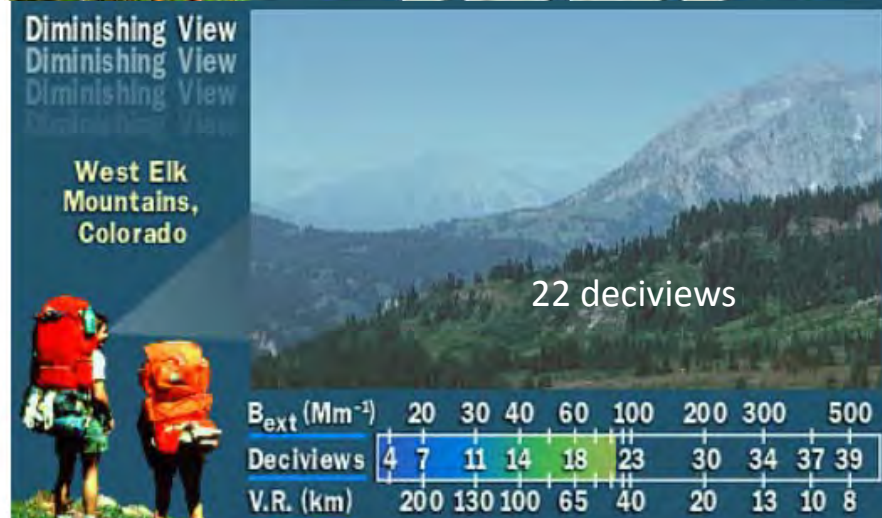 Diminishing View
Diminishing View
Diminishing View
Diminishing View
West Elk
Mountains,
Colorado
22 deciviews
Bext (Mm-1) 20 30 40 60 100 200 300 500
Deciviews 4 7 11 14 18 23 30 34 37 39
V.R. (km) 200 130 100 65 40 20 13 10 8